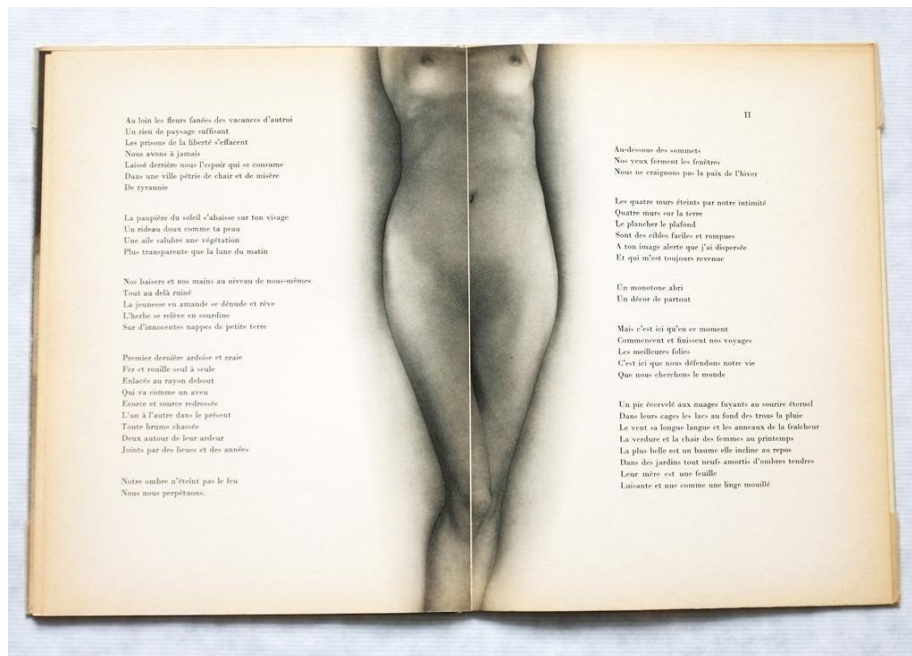 Au loin les fleurs fanées des vacances d'autrui
Un rien de paysage suffisant
Les prisons de la liberté s'effacent
Nous avons à jamais
Laissé derrière nous l'espoir qui se consume
Dans une ville pétrie de chair et de misère
De tyrannie
La paupière du soleil s'abaisse sur ton visage
Un rideau doux comme ta peau
Une aile salubre une végétation
Plus transparente que la lune du matin
Nos baisers et nos mains au niveau de nous-mêmes
Tout au delà ruiné
La jeunesse en amande se dénude et rêve
L'herbe se relève en sourdine
Sur d'innocentes nappes de petite terre
Premier dernière ardoise et craie
Fer et rouille seul à seule
Enlacés au rayon debout
Qui va comme un aveu
Ecorce et source redressée
L'un à l'autre dans le présent
Toute brume chassée
Deux autour de leur ardeur
Joints par des lieues et des années
Notre ombre n'éteint pas le feu
Nous nous perpétuons.
II
Au-dessous des sommets
Nos yeux ferment les fenêtres
Nous ne craignons pas la paix de l'hiver
Les quatre murs éteints par notre intimité
Quatre murs sur la terre
Le plancher le plafond
Sont des cibles faciles et rompues
A ton image alerte que j'ai dispersée
Et qui m'est toujours revenue
Un monotone abri
Un décor de partout
Mais c'est ici qu'en ce moment
Commencent et finissent nos voyages
Les meilleures folies
C'est ici que nous défendons notre vie
Que nous cherchons le monde
Un pic écervelé aux nuages fuyants au sourire éternel
Dans leurs cages les lacs au fond des trous la pluie
Le vent sa longue langue et les anneaux de la fraîcheur
La verdure et la chair des femmes au printemps
La plus belle est un baume elle incline au repos
Dans des jardins tout neufs amortis d'ombres tendres
Leur mère est une feuille
Luisante et nue comme une linge mouillé